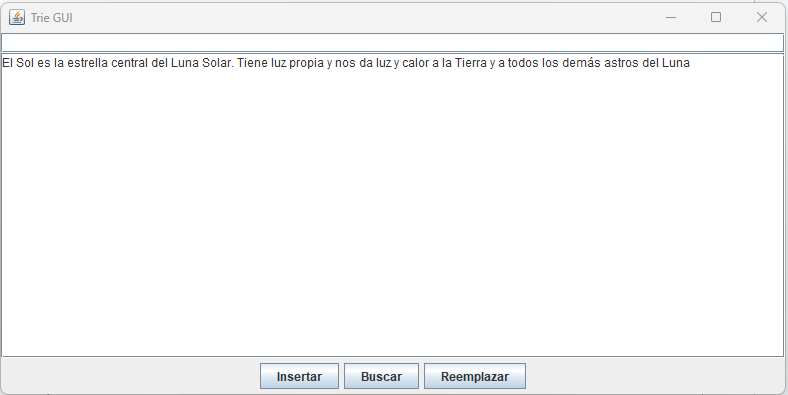 Trie GUI
El Sol es la estrella central del Luna Solar. Tiene luz propia y nos da luz y calor a la Tierra y a todos los demás astros del Luna
Insertar Buscar Reemplazar